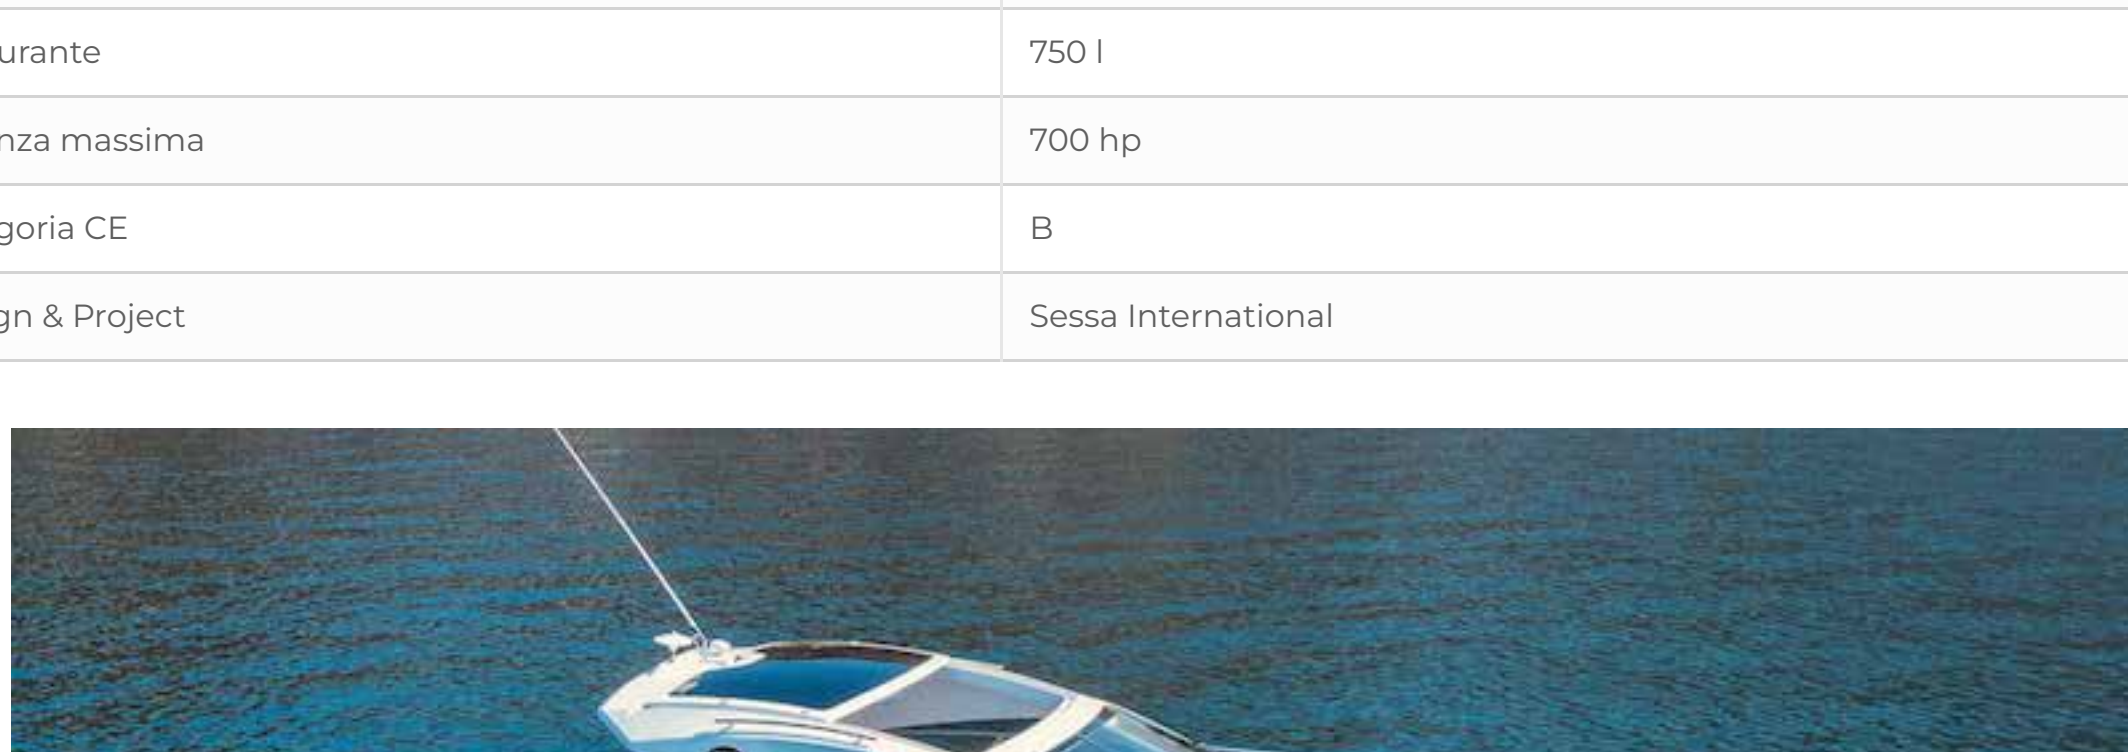 urante 750 l
nza massima 700 hp
goria CE B
gn & Project Sessa International